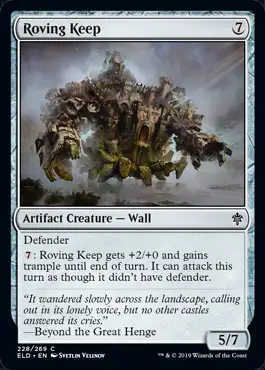 Roving Keep 7
Artifact Creature — Wall
Defender
7: Roving Keep gets +2/+0 and gains
trample until end of turn. It can attack
this turn as though it didn't have defender.
"It wandered slowly across the landscape, calling
out in its lonely voice, but no other castles
answered its cries."
—Beyond the Great Henge
5/7
228/269 C
ELD • EN SVETLIN VELINOV ™ & © 2019 Wizards of the Coast